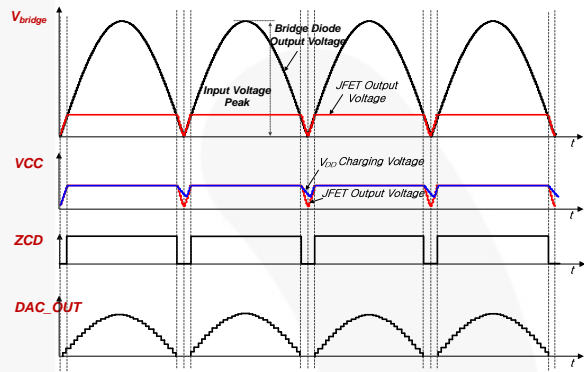 Vbridge
Bridge Diode
Output Voltage
Input Voltage
Peak
JFET Output
Voltage
t
VCC
VDD Charging Voltage
JFET Output Voltage
t
ZCD
t
DAC_OUT
t